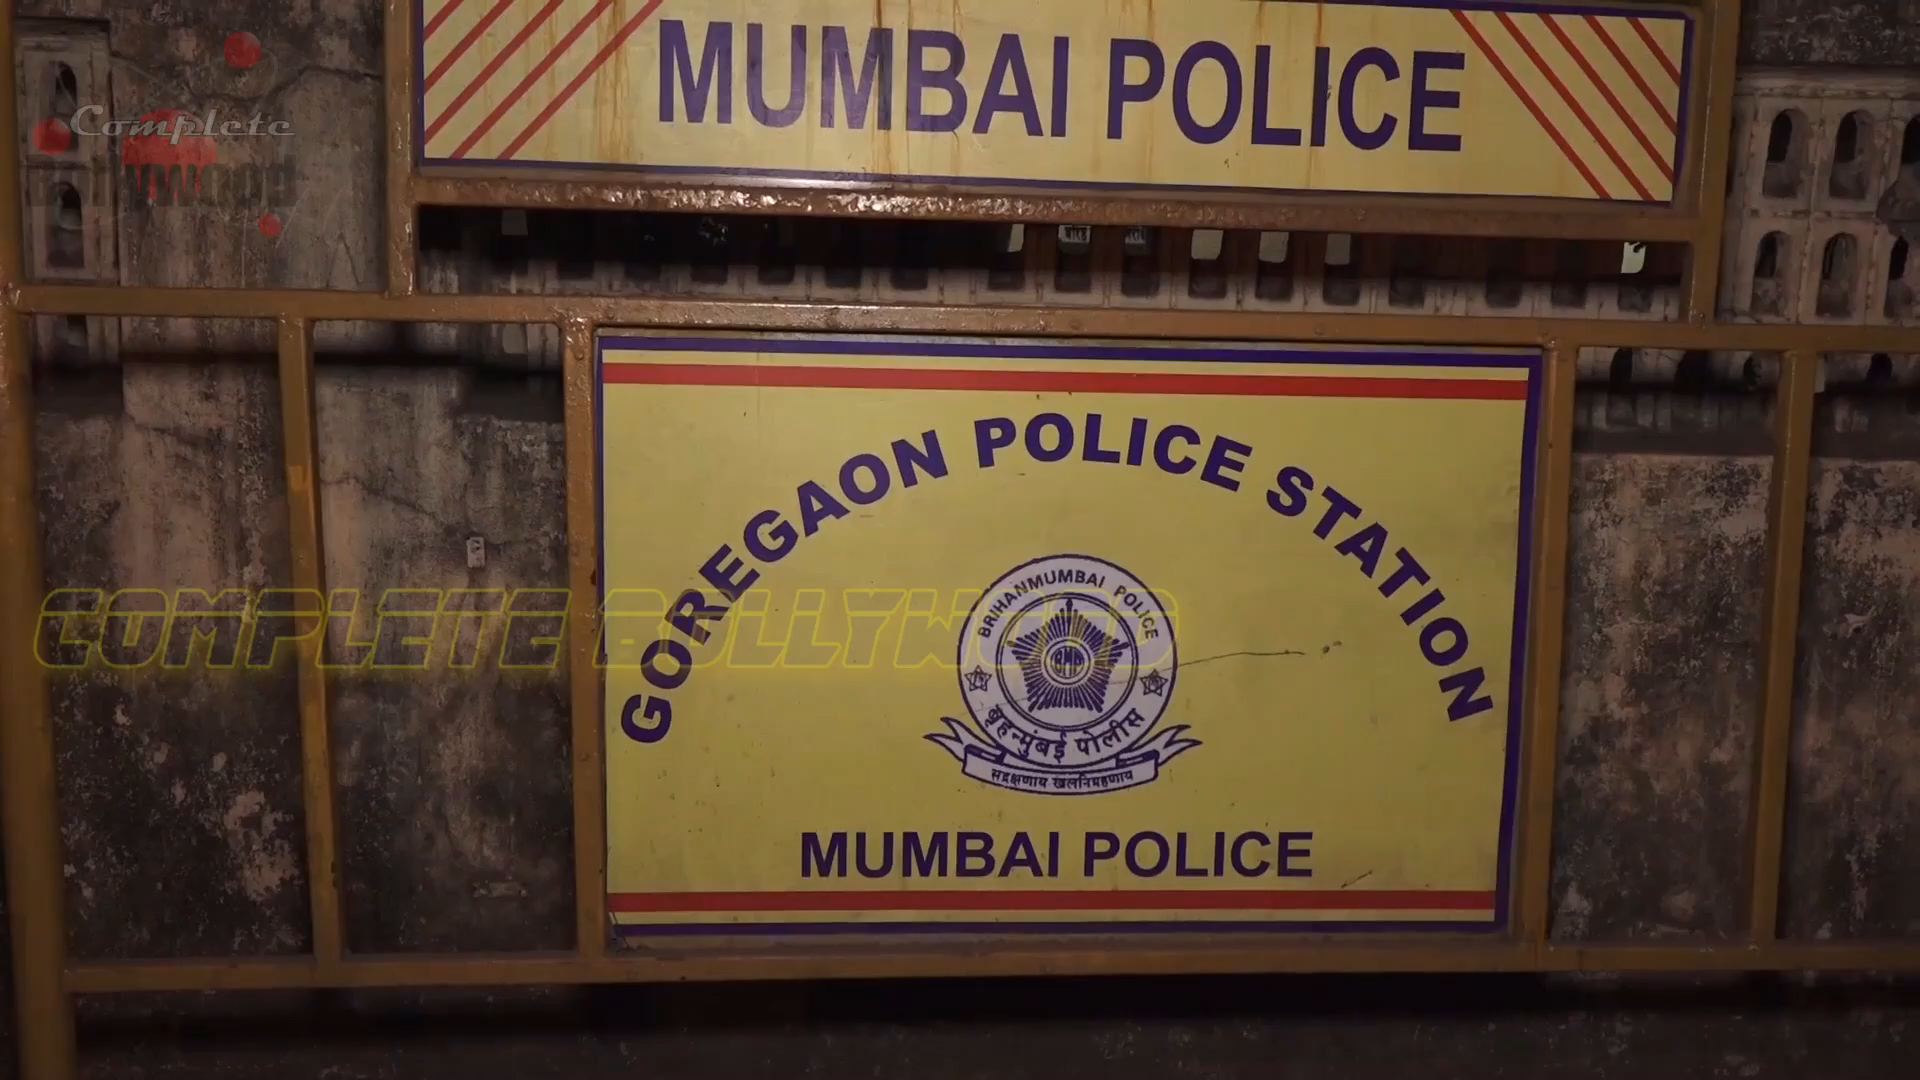 MUMBAI POLICE
Complete
Bollywood
GOREGAON POLICE STATION
COMPLETE BOLLYWOOD
BRIHANMUMBAI POLICE
बृहन्मुंबई पोलीस
सद्रक्षणाय खलनिग्रहणाय
MUMBAI POLICE